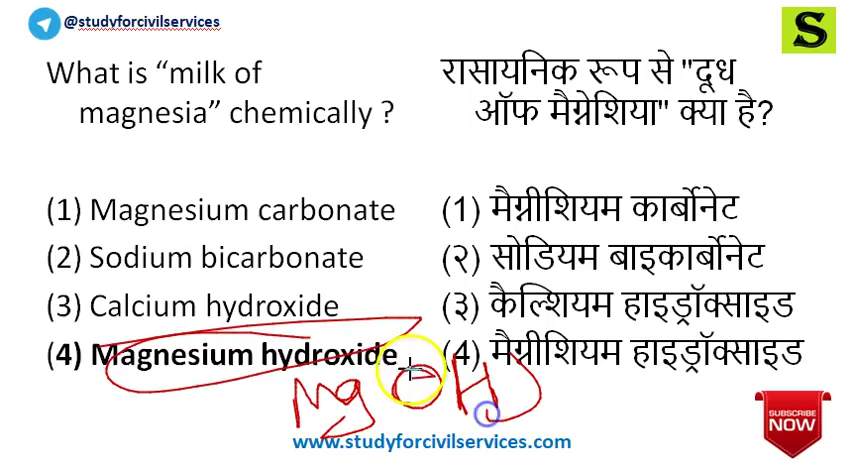 @studyforcivilservices
S
What is “milk of
magnesia” chemically ?
(1) Magnesium carbonate
(2) Sodium bicarbonate
(3) Calcium hydroxide
(4) Magnesium hydroxide
रासायनिक रूप से "दूध
ऑफ मैग्नेशिया" क्या है?
(1) मैग्नीशियम कार्बोनेट
(२) सोडियम बाइकार्बोनेट
(३) कैल्शियम हाइड्रॉक्साइड
(4) मैग्नीशियम हाइड्रॉक्साइड
Mg OH
www.studyforcivilservices.com
SUBSCRIBE
NOW